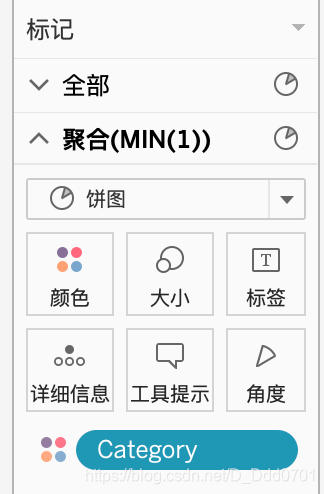 标记
全部
聚合(MIN(1))
饼图
颜色 大小 标签
详细信息 工具提示 角度
Category
https://blog.csdn.net/D_Ddd0701